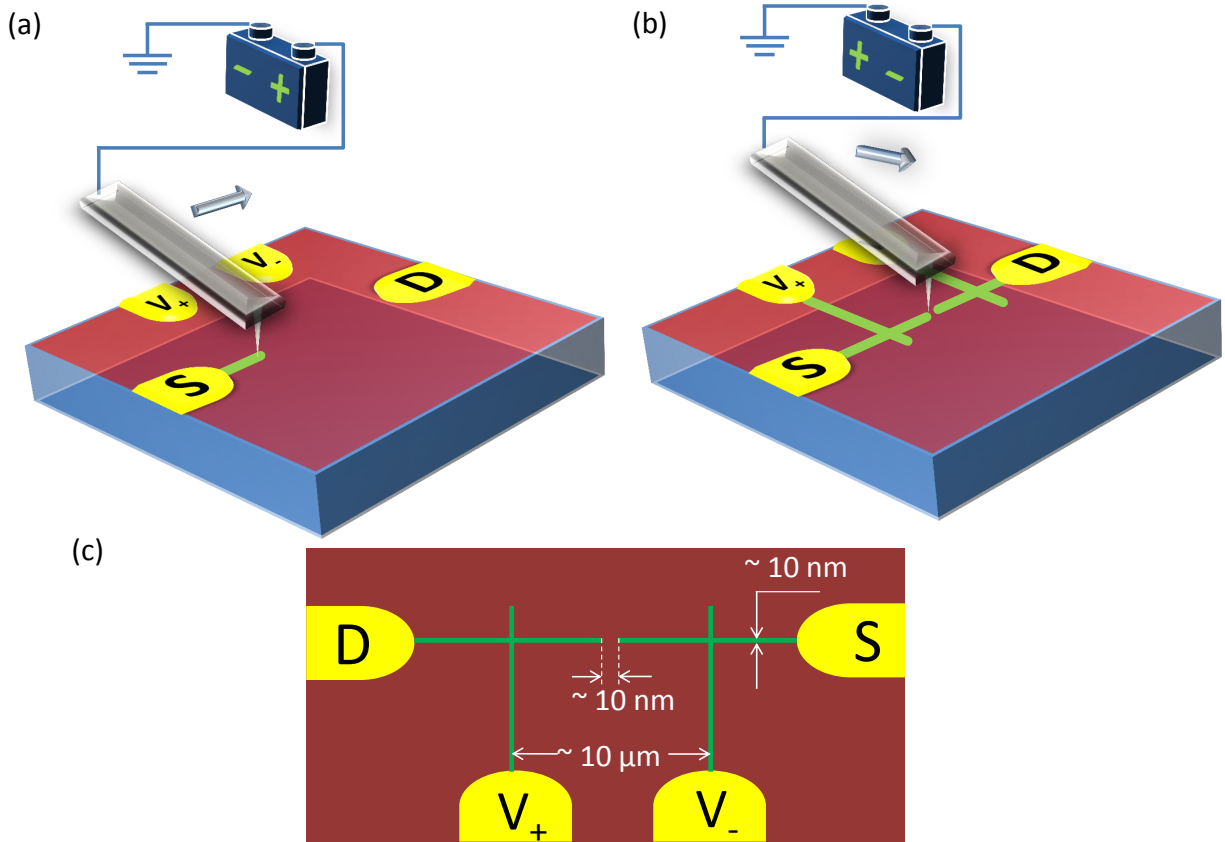 (a)
- +
V-
V+
D
S
(b)
+ -
V+
D
S
(c)
~ 10 nm
D
S
~ 10 nm
~ 10 µm
V+
V-